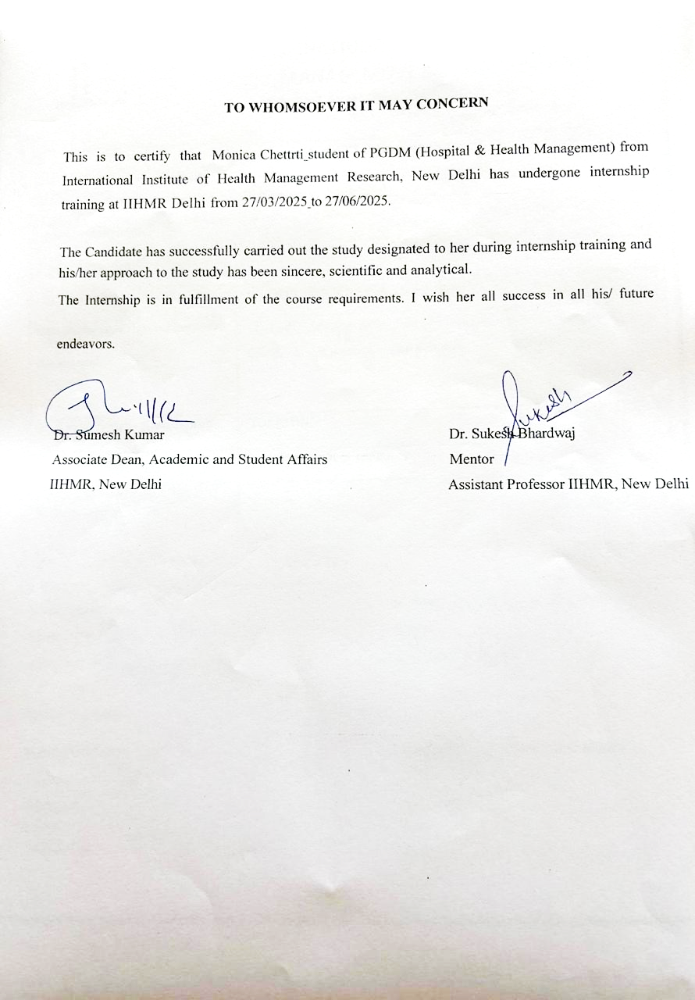 TO WHOMSOEVER IT MAY CONCERN
This is to certify that Monica Chettrti_student of PGDM (Hospital & Health Management) from
International Institute of Health Management Research, New Delhi has undergone internship
training at IIHMR Delhi from 27/03/2025_to 27/06/2025.
The Candidate has successfully carried out the study designated to her during internship training and
his/her approach to the study has been sincere, scientific and analytical.
The Internship is in fulfillment of the course requirements. I wish her all success in all his/ future
endeavors.
Sukesh
Dr. Sumesh Kumar
Associate Dean, Academic and Student Affairs
IIHMR, New Delhi
Dr. Sukesh Bhardwaj
Mentor
Assistant Professor IIHMR, New Delhi